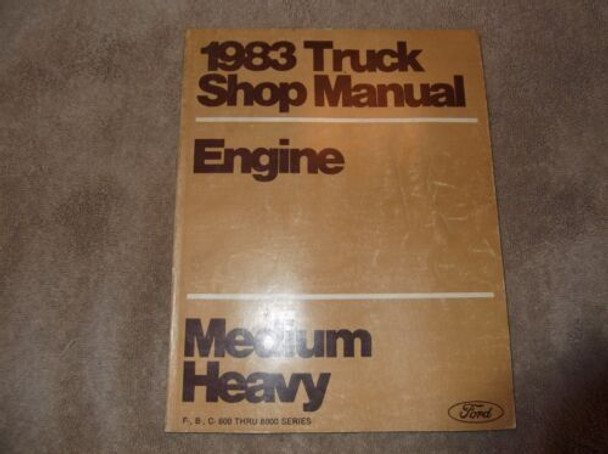 1983 Truck
Shop Manual
Engine
Medium
Heavy
F-, B-, C- 600 THRU 8000 SERIES
Ford